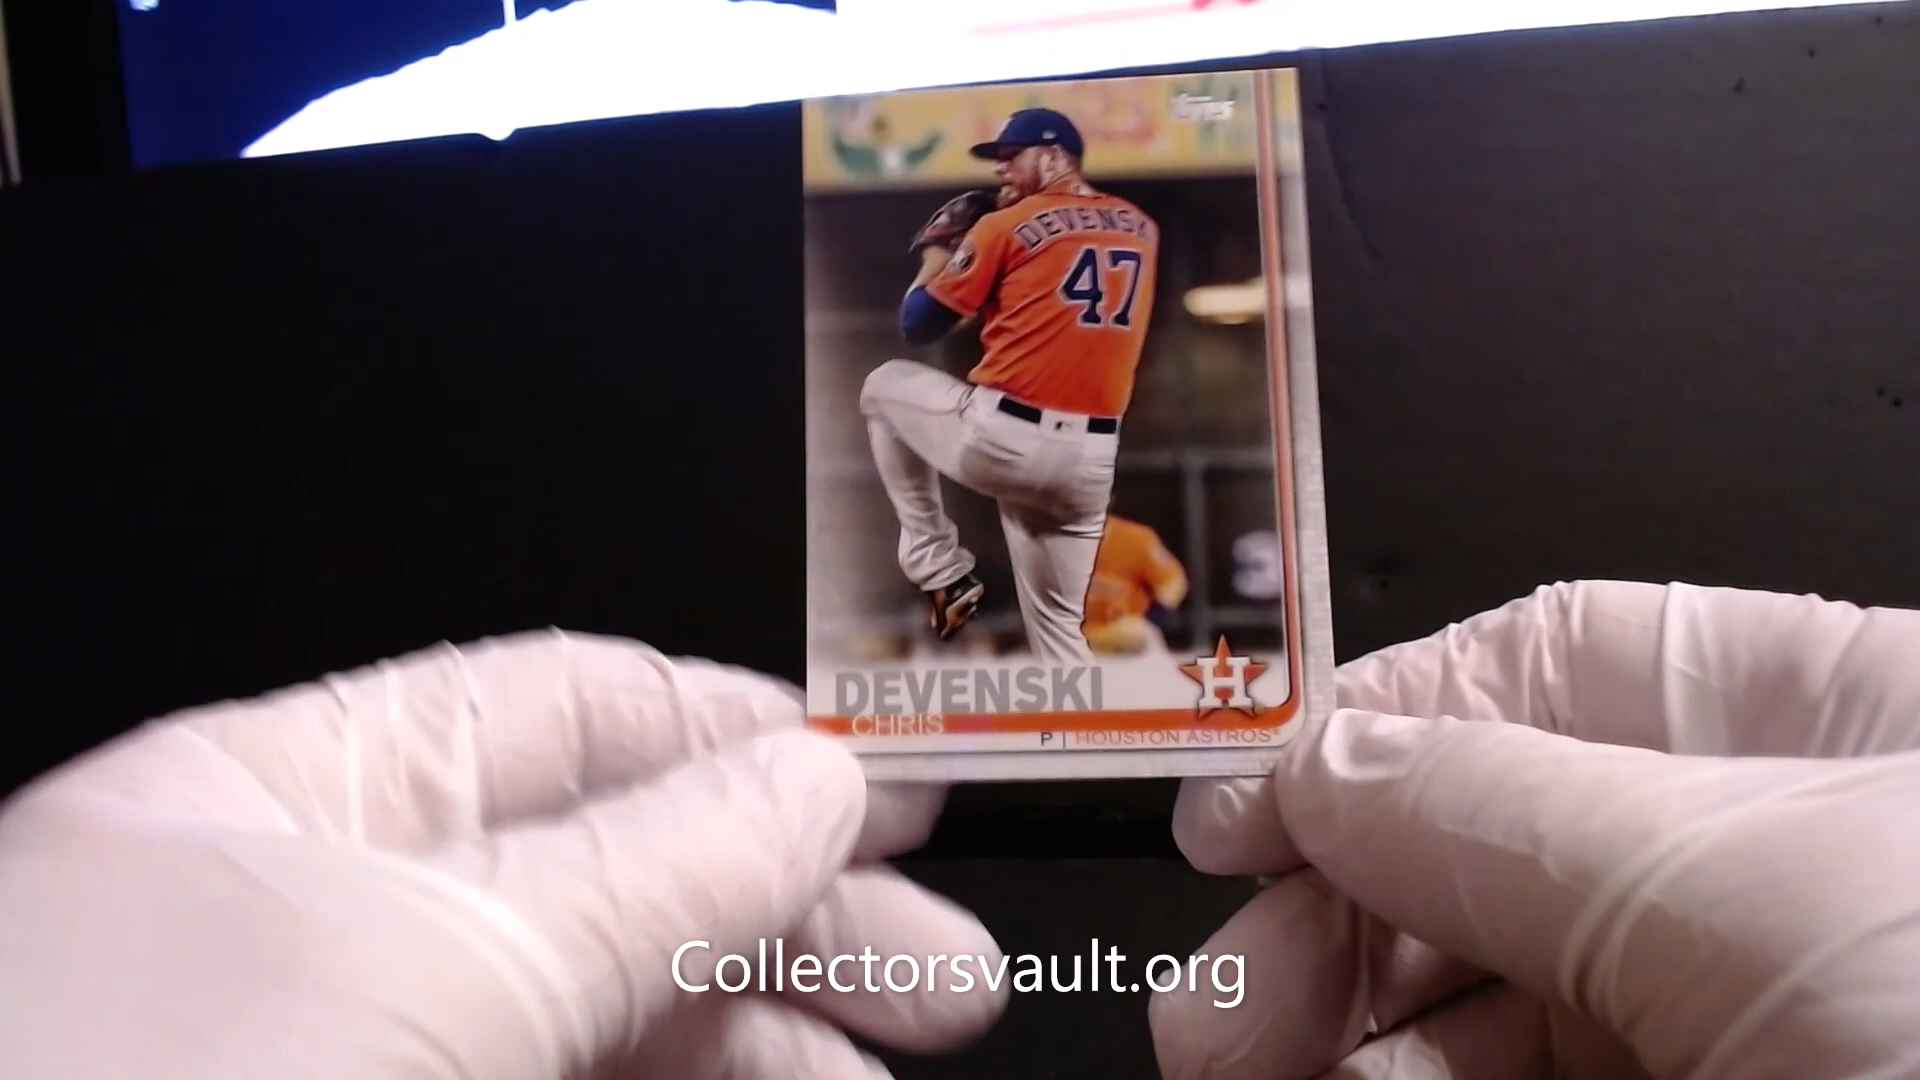 Topps
DEVENSKI
47
DEVENSKI
CHRIS
P | HOUSTON ASTROS
H
Collectorsvault.org